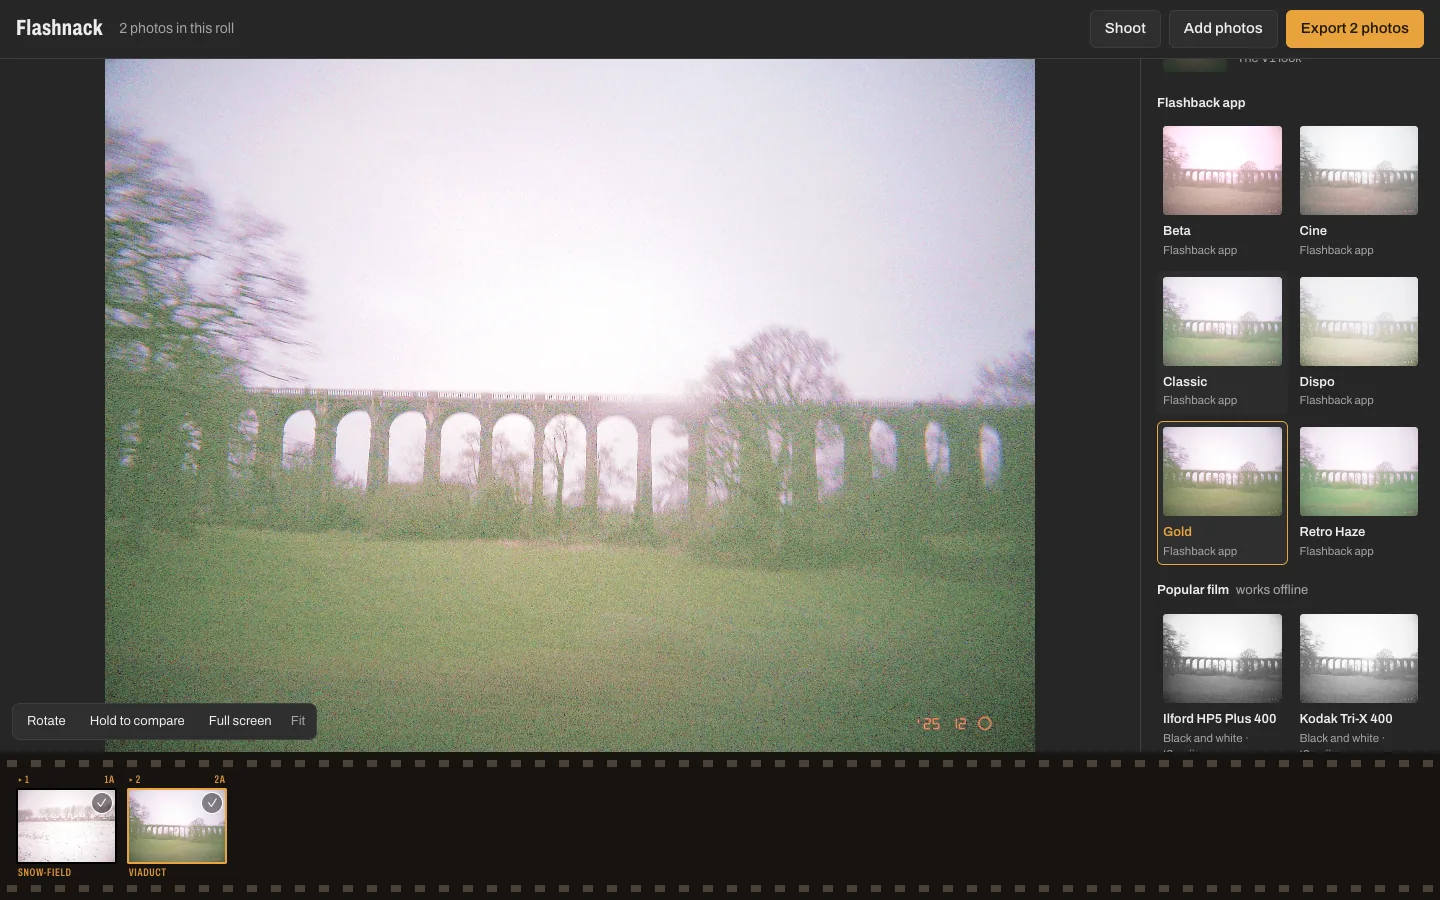 Flashnack
2 photos in this roll
Shoot
Add photos
Export 2 photos
Flashback app
Beta
Flashback app
Cine
Flashback app
Classic
Flashback app
Dispo
Flashback app
Gold
Flashback app
Retro Haze
Flashback app
Popular film works offline
Ilford HP5 Plus 400
Black and white ·
Kodak Tri-X 400
Black and white ·
Rotate
Hold to compare
Full screen
Fit
'25 12
1
1A
2
2A
SNOW-FIELD
VIADUCT